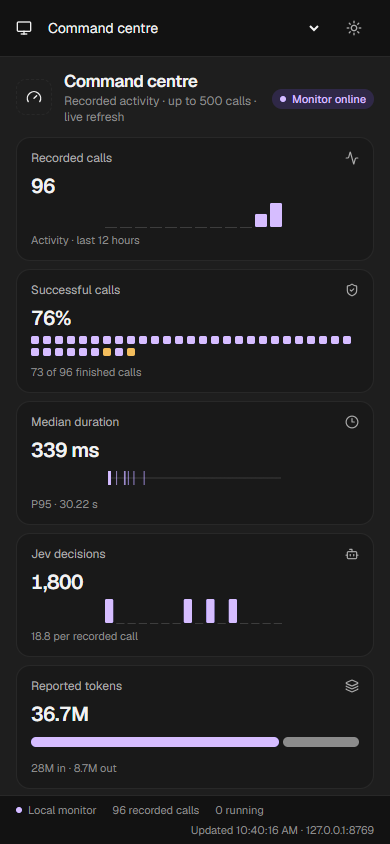 Command centre
Command centre
Recorded activity · up to 500 calls ·
live refresh
Monitor online
Recorded calls
96
Activity · last 12 hours
Successful calls
76%
73 of 96 finished calls
Median duration
339 ms
P95 · 30.22 s
Jev decisions
1,800
18.8 per recorded call
Reported tokens
36.7M
28M in · 8.7M out
Local monitor 96 recorded calls 0 running
Updated 10:40:16 AM · 127.0.0.1:8769